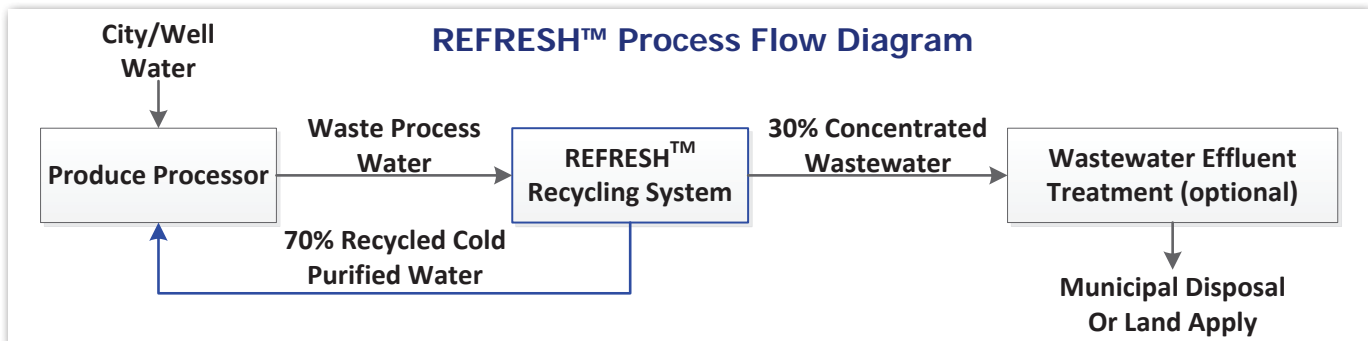 REFRESH™ Process Flow Diagram
City/Well
Water
Produce Processor
Waste Process
Water
REFRESH™
Recycling System
30% Concentrated
Wastewater
Wastewater Effluent
Treatment (optional)
70% Recycled Cold
Purified Water
Municipal Disposal
Or Land Apply